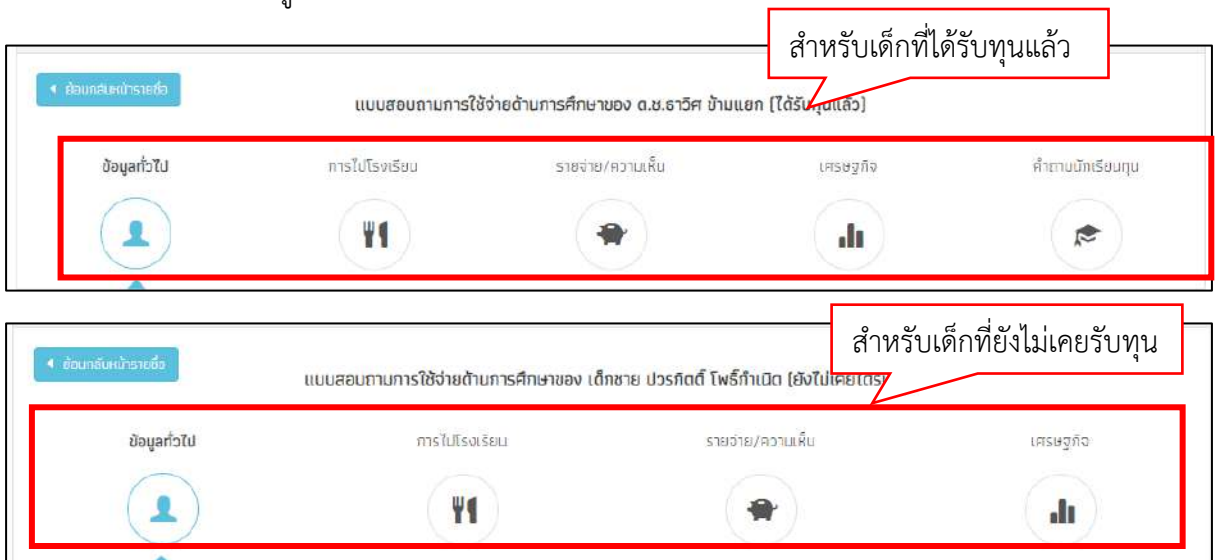 สำหรับเด็กที่ได้รับทุนแล้ว
ย้อนกลับหน้ารายชื่อ
แบบสอบถามการใช้จ่ายด้านการศึกษาของ ด.ช.ธาวิศ ข้ามแยก (ได้รับทุนแล้ว)
ข้อมูลทั่วไป การไปโรงเรียน รายจ่าย/ความเห็น เศรษฐกิจ คำถามนักเรียนทุน
สำหรับเด็กที่ยังไม่เคยรับทุน
ย้อนกลับหน้ารายชื่อ
แบบสอบถามการใช้จ่ายด้านการศึกษาของ เด็กชาย ปวรกิตติ์ โพธิ์กำเนิด (ยังไม่เคยได้รับ
ข้อมูลทั่วไป การไปโรงเรียน รายจ่าย/ความเห็น เศรษฐกิจ